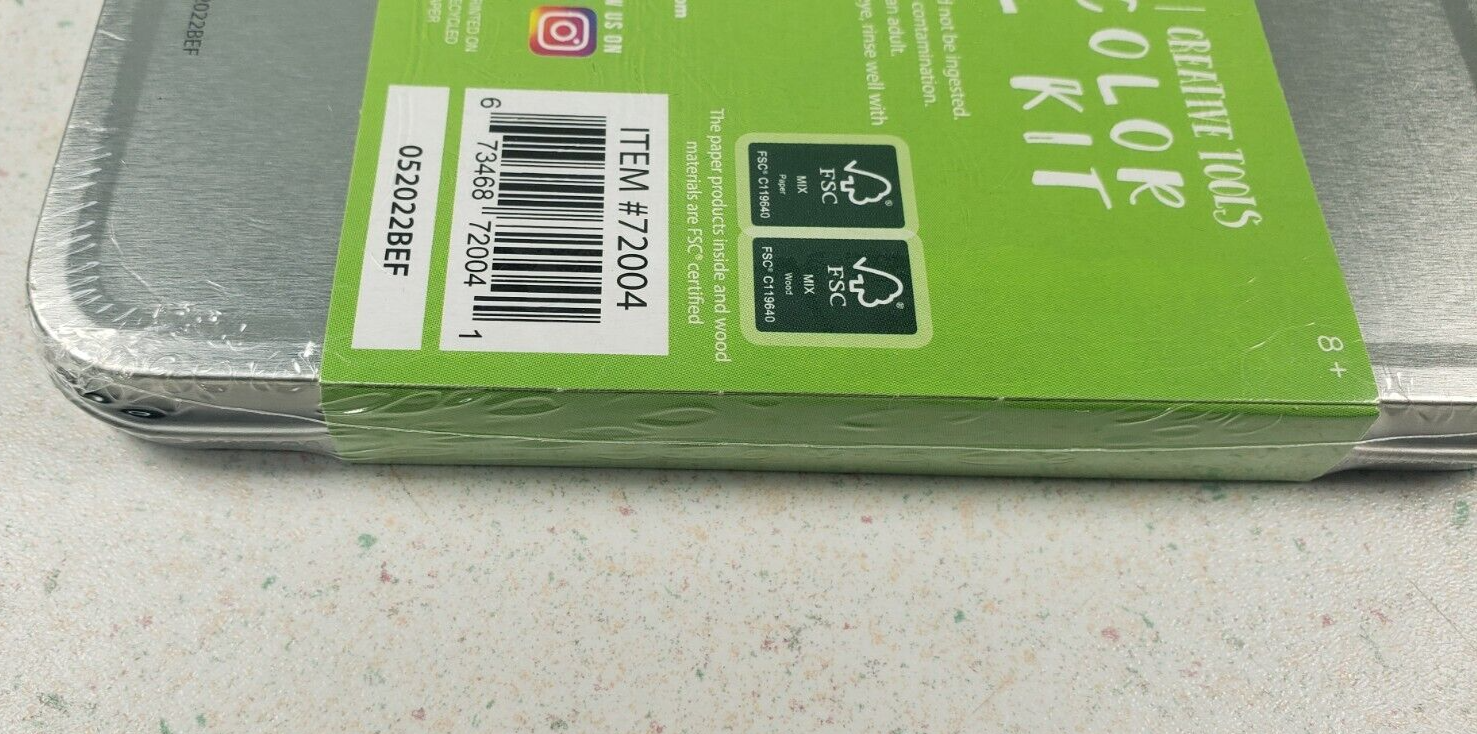 CREATIVE TOOLS
COLOR
KIT
8 +
not be ingested.
contamination.
an adult.
rinse well with
FSC
MIX
Paper
FSC® C119640
FSC
MIX
Wood
FSC® C119640
The paper products inside and wood
materials are FSC® certified
US ON
ITEM #72004
6 73468 72004 1
052022BEF